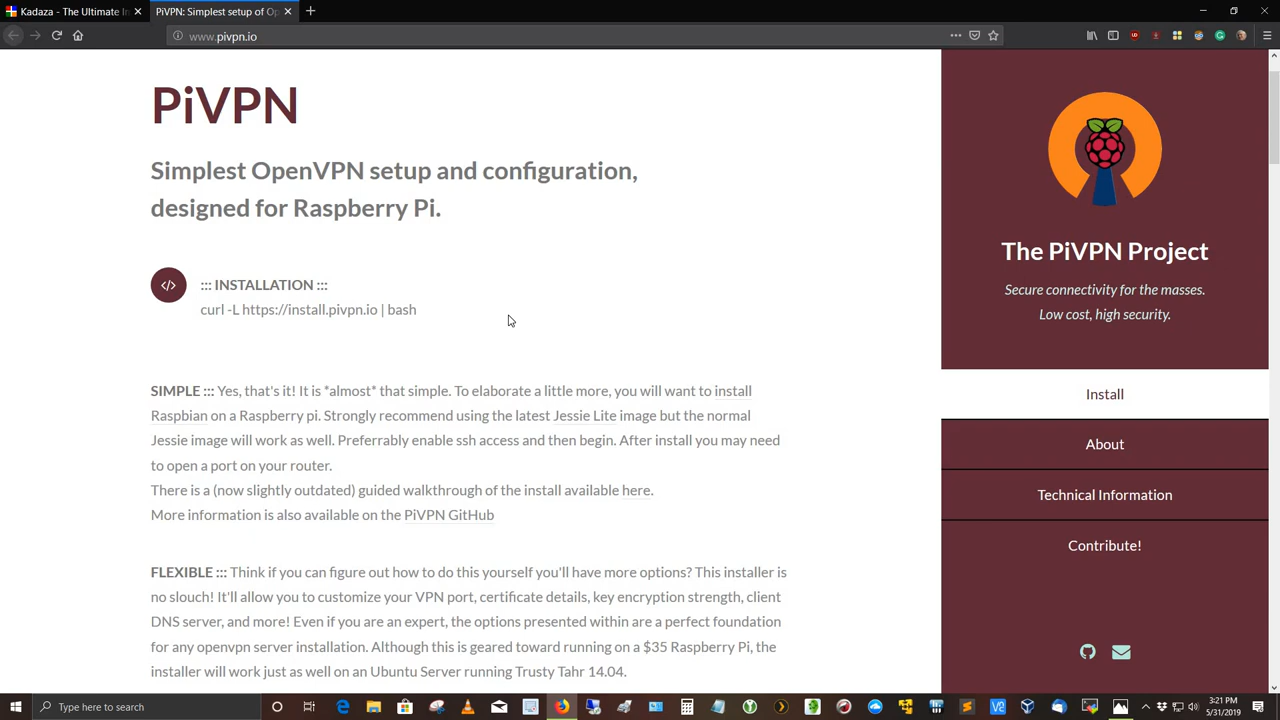 Kadaza - The Ultimate In
PiVPN: Simplest setup of Op
www.pivpn.io
PiVPN
Simplest OpenVPN setup and configuration,
designed for Raspberry Pi.
</>
::: INSTALLATION :::
curl -L https://install.pivpn.io | bash
SIMPLE ::: Yes, that's it! It is *almost* that simple. To elaborate a little more, you will want to install
Raspbian on a Raspberry pi. Strongly recommend using the latest Jessie Lite image but the normal
Jessie image will work as well. Preferrably enable ssh access and then begin. After install you may need
to open a port on your router.
There is a (now slightly outdated) guided walkthrough of the install available here.
More information is also available on the PiVPN GitHub
FLEXIBLE ::: Think if you can figure out how to do this yourself you'll have more options? This installer is
no slouch! It'll allow you to customize your VPN port, certificate details, key encryption strength, client
DNS server, and more! Even if you are an expert, the options presented within are a perfect foundation
for any openvpn server installation. Although this is geared toward running on a $35 Raspberry Pi, the
installer will work just as well on an Ubuntu Server running Trusty Tahr 14.04.
The PiVPN Project
Secure connectivity for the masses.
Low cost, high security.
Install
About
Technical Information
Contribute!
Type here to search
3:21 PM
5/31/2019